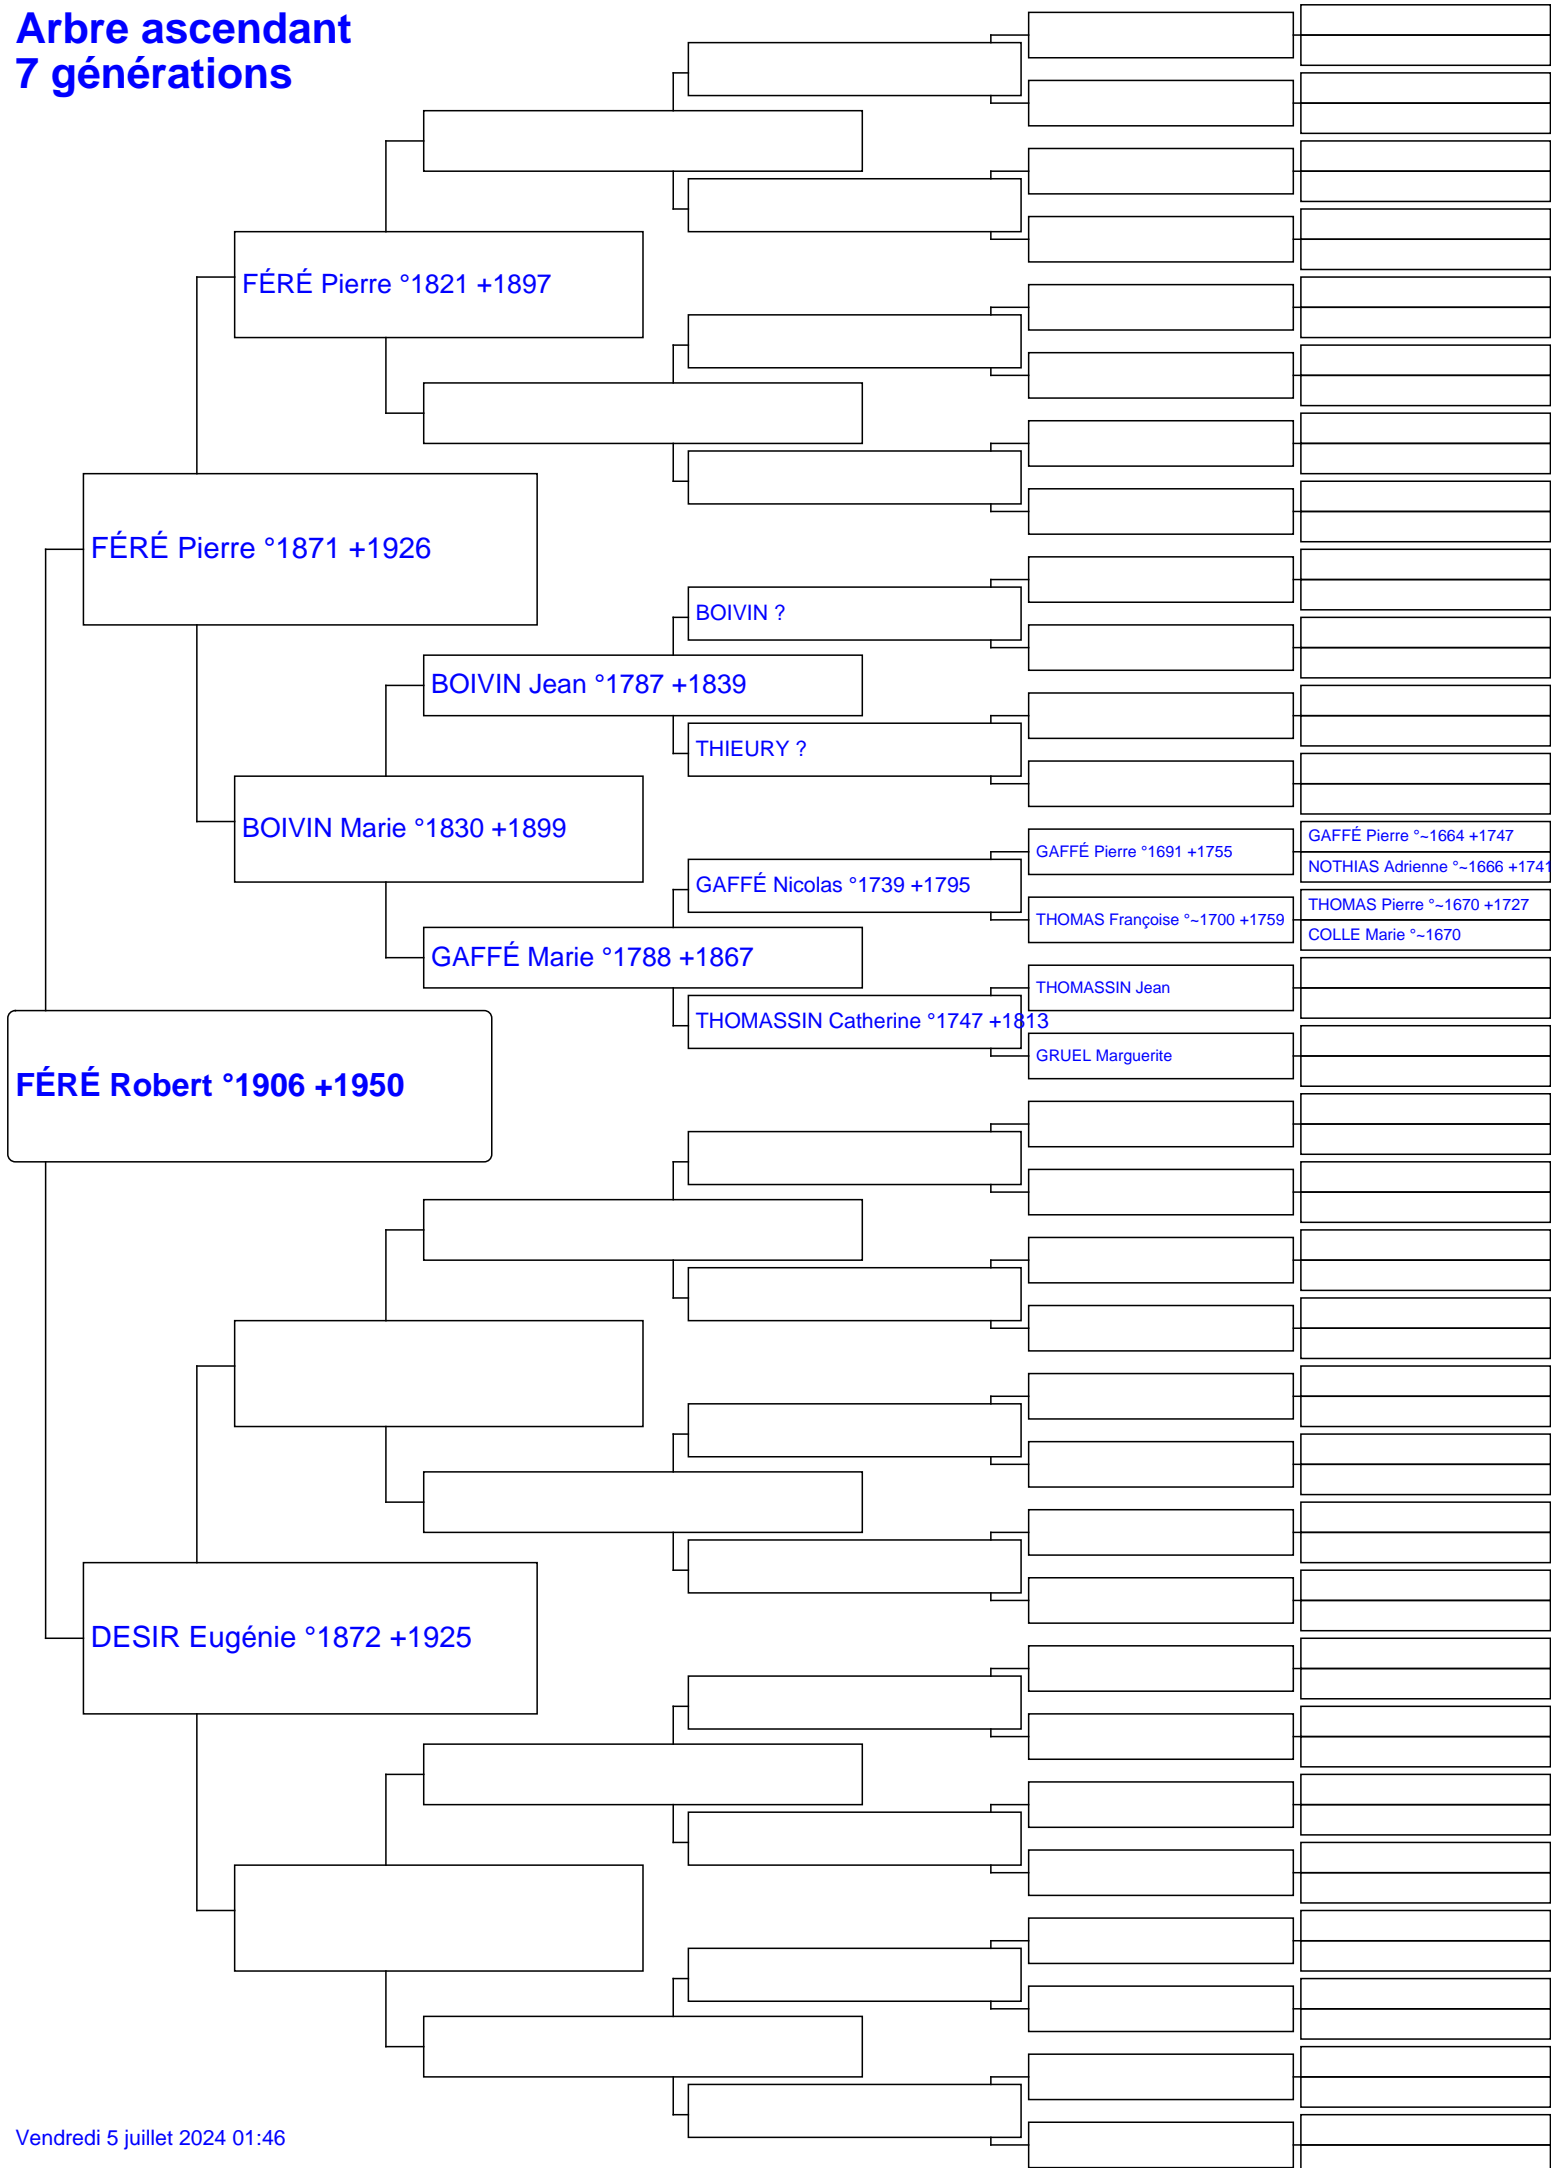 Arbre ascendant
7 générations
FÉRÉ Pierre °1821 +1897
FÉRÉ Pierre °1871 +1926
BOIVIN ?
BOIVIN Jean °1787 +1839
THIEURY ?
BOIVIN Marie °1830 +1899
GAFFÉ Pierre °1691 +1755
GAFFÉ Pierre °~1664 +1747
NOTHIAS Adrienne °~1666 +1741
GAFFÉ Nicolas °1739 +1795
THOMAS Françoise °~1700 +1759
THOMAS Pierre °~1670 +1727
COLLE Marie °~1670
GAFFÉ Marie °1788 +1867
THOMASSIN Jean
THOMASSIN Catherine °1747 +1813
GRUEL Marguerite
FÉRÉ Robert °1906 +1950
DESIR Eugénie °1872 +1925
Vendredi 5 juillet 2024 01:46